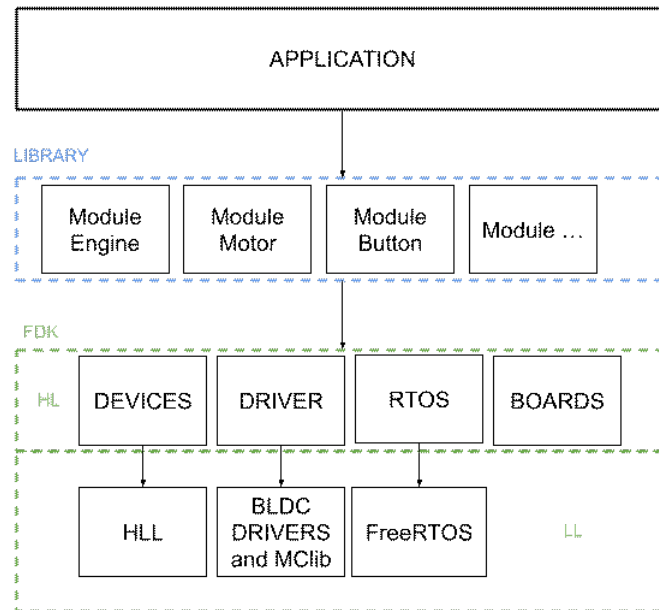 APPLICATION
LIBRARY
Module
Engine
Module
Motor
Module
Button
Module ...
FDK
HL
DEVICES
DRIVER
RTOS
BOARDS
HLL
BLDC
DRIVERS
and MClib
FreeRTOS
LL